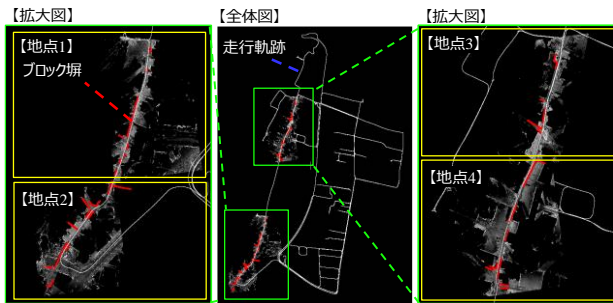 【拡大図】
【地点1】
ブロック塀
【地点2】
【全体図】
走行軌跡
【拡大図】
【地点3】
【地点4】